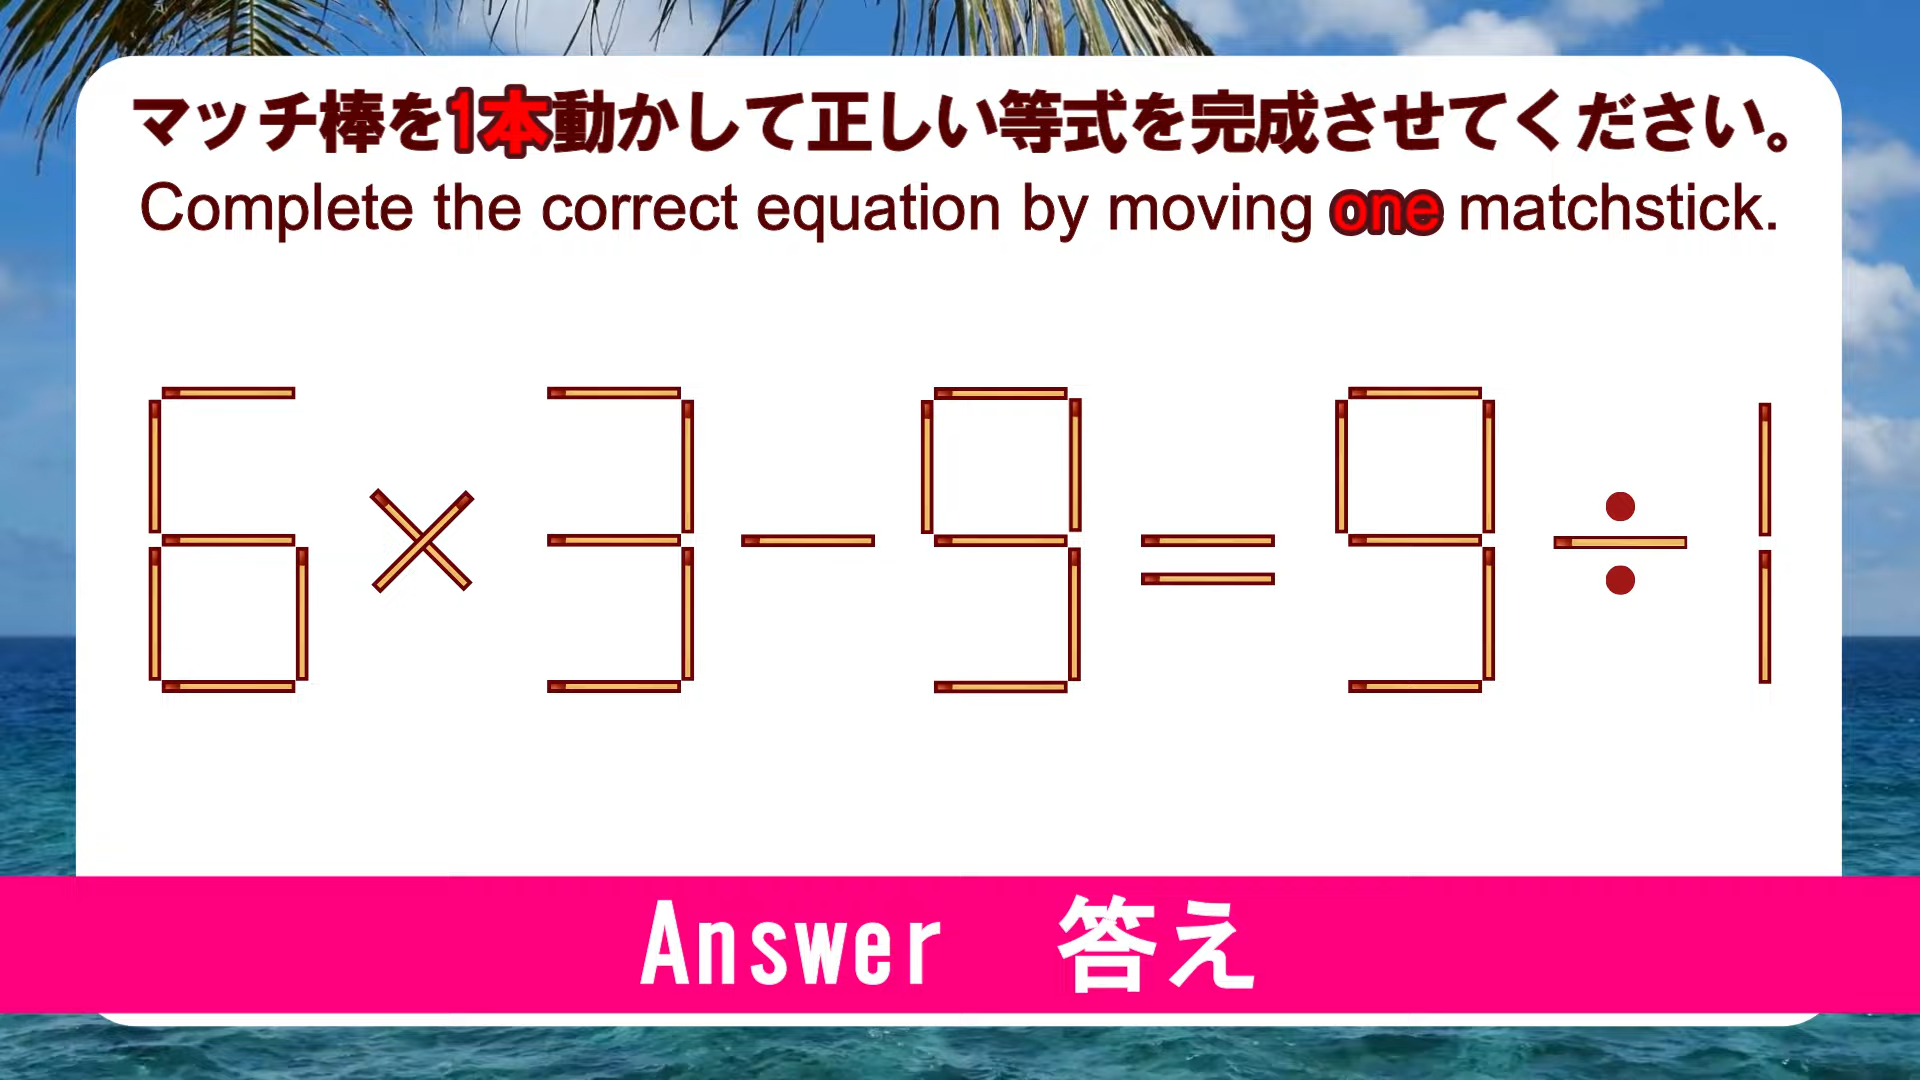 マッチ棒を1本動かして正しい等式を完成させてください。
Complete the correct equation by moving one matchstick.
6×3−9=9÷1
Answer 答え